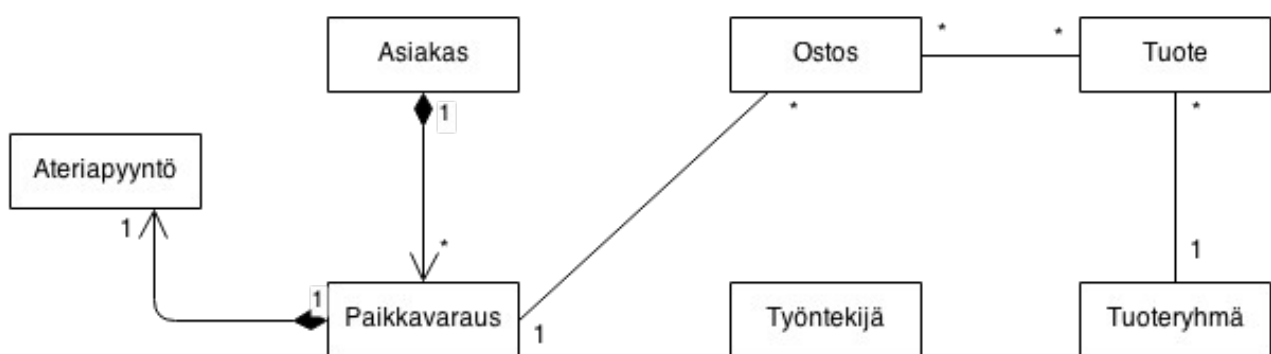 Asiakas
Ostos
*
*
Tuote
1
*
*
Ateriapyyntö
1
*
1
1
Paikkavaraus
1
Työntekijä
Tuoteryhmä